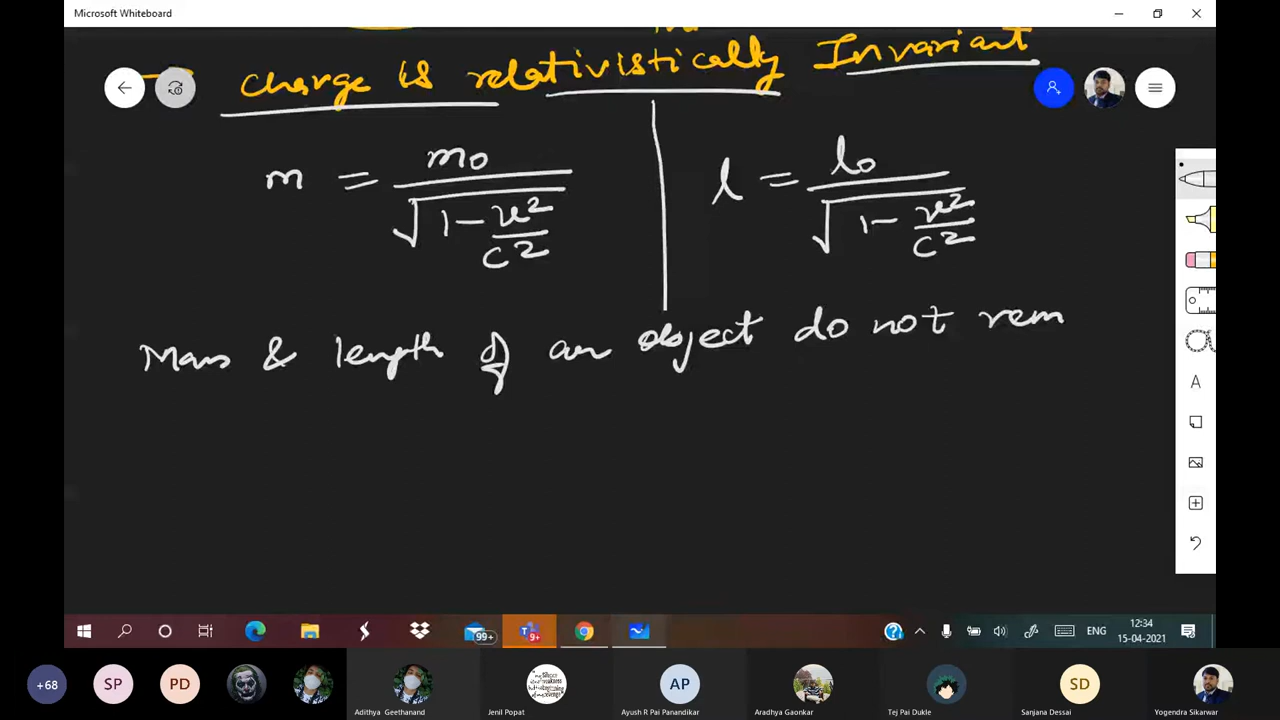 Microsoft Whiteboard
charge is relativistically Invariant
m = m0 / √(1 - v²/c²)
l = l0 / √(1 - v²/c²)
Mass & length of an object do not rem
A
99+
9+
ENG
12:34
15-04-2021
+68
SP
PD
AP
SD
Adithya Geethanand
Jenil Popat
Ayush R Pai Panandikar
Aradhya Gaonkar
Tej Pai Dukle
Sanjana Dessai
Yogendra Sikarwar